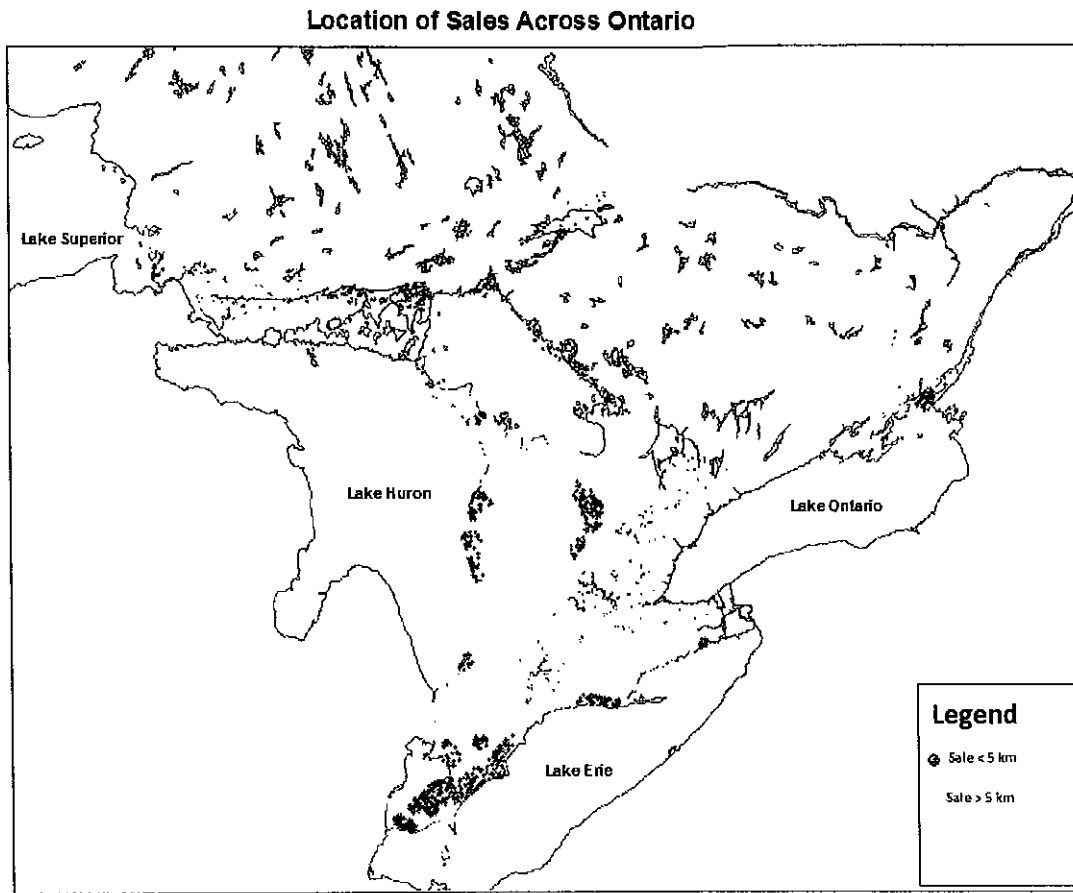 Location of Sales Across Ontario
Lake Superior
Lake Huron
Lake Ontario
Lake Erie
Legend
Sale < 5 km
Sale > 5 km